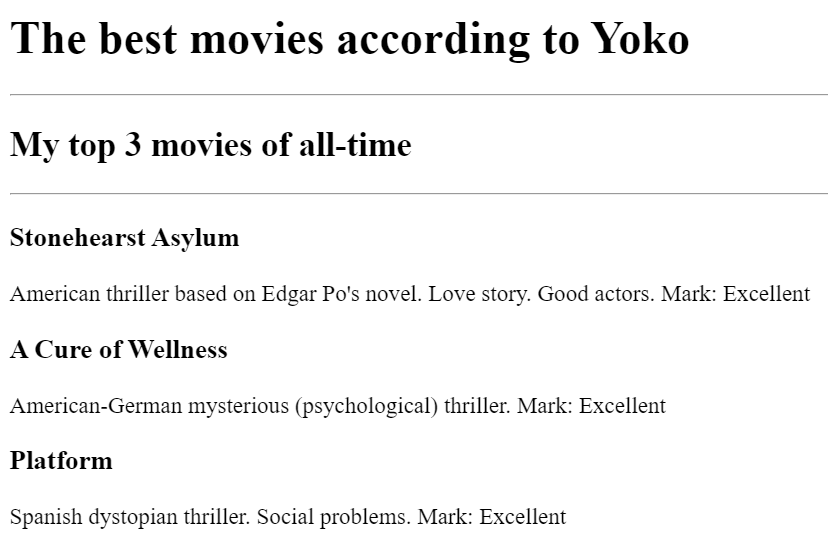 The best movies according to Yoko
My top 3 movies of all-time
Stonehearst Asylum
American thriller based on Edgar Po's novel. Love story. Good actors. Mark: Excellent
A Cure of Wellness
American-German mysterious (psychological) thriller. Mark: Excellent
Platform
Spanish dystopian thriller. Social problems. Mark: Excellent